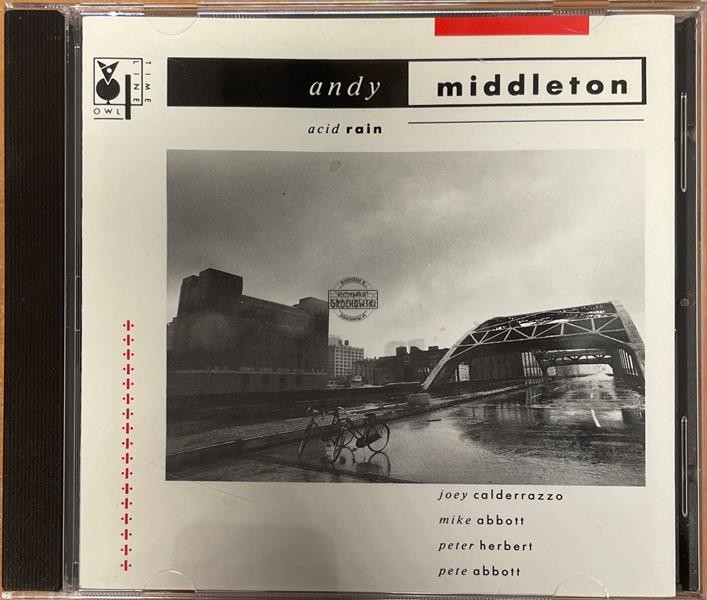 OWL
TIME
LINE
andy middleton
acid rain
GROCHOWSKI
joey calderrazzo
mike abbott
peter herbert
pete abbott